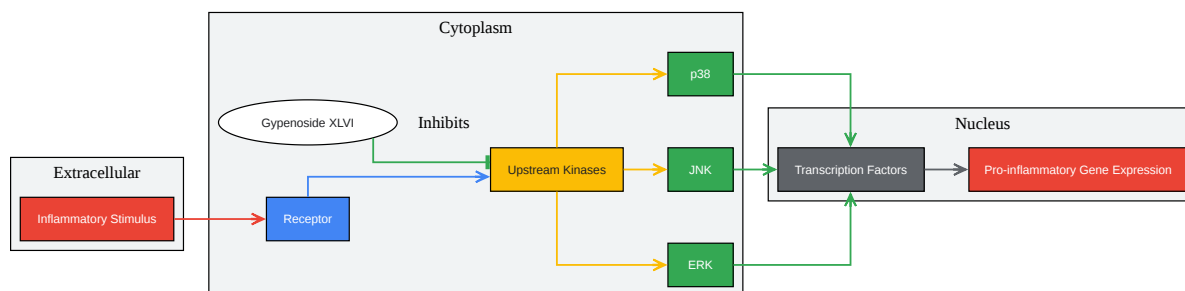 Cytoplasm
p38
Gypenoside XLVI
Inhibits
Nucleus
Extracellular
Upstream Kinases
JNK
Transcription Factors
Pro-inflammatory Gene Expression
Inflammatory Stimulus
Receptor
ERK